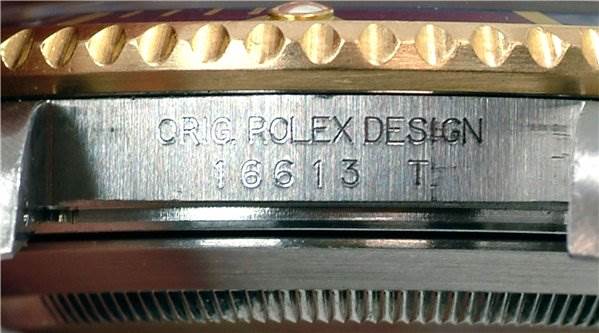 ORIG. ROLEX DESIGN
16613 T